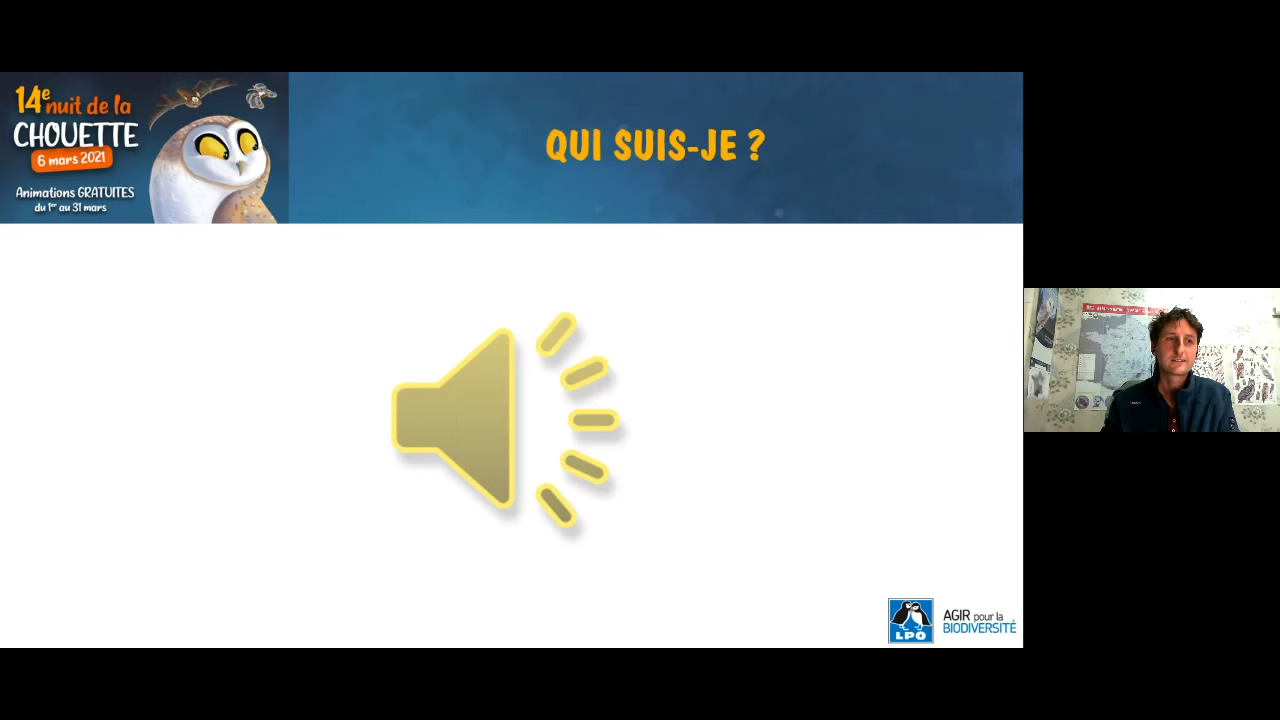 14e nuit de la
CHOUETTE
6 mars 2021
Animations GRATUITES
du 1er au 31 mars
QUI SUIS-JE ?
LPO
AGIR pour la
BIODIVERSITÉ